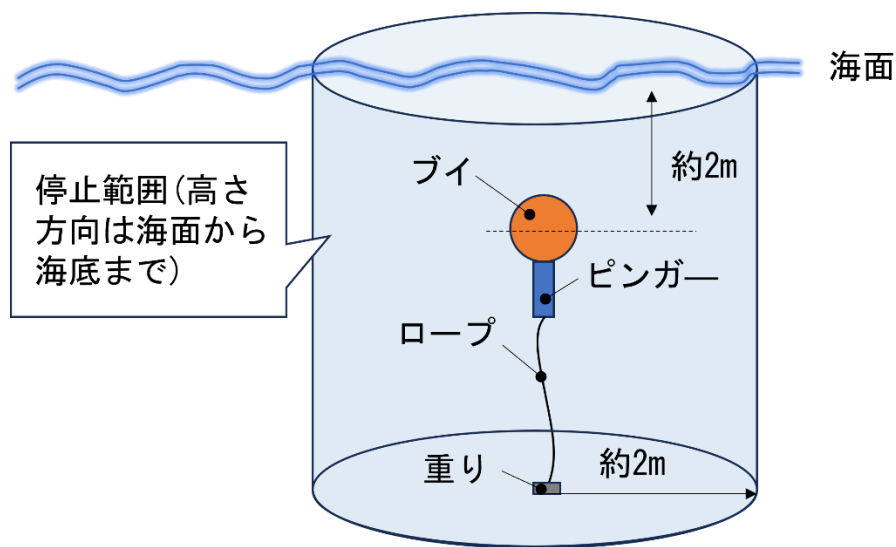 海面
約2m
ブイ
停止範囲(高さ
方向は海面から
海底まで)
ピンガ―
ロープ
重り
約2m